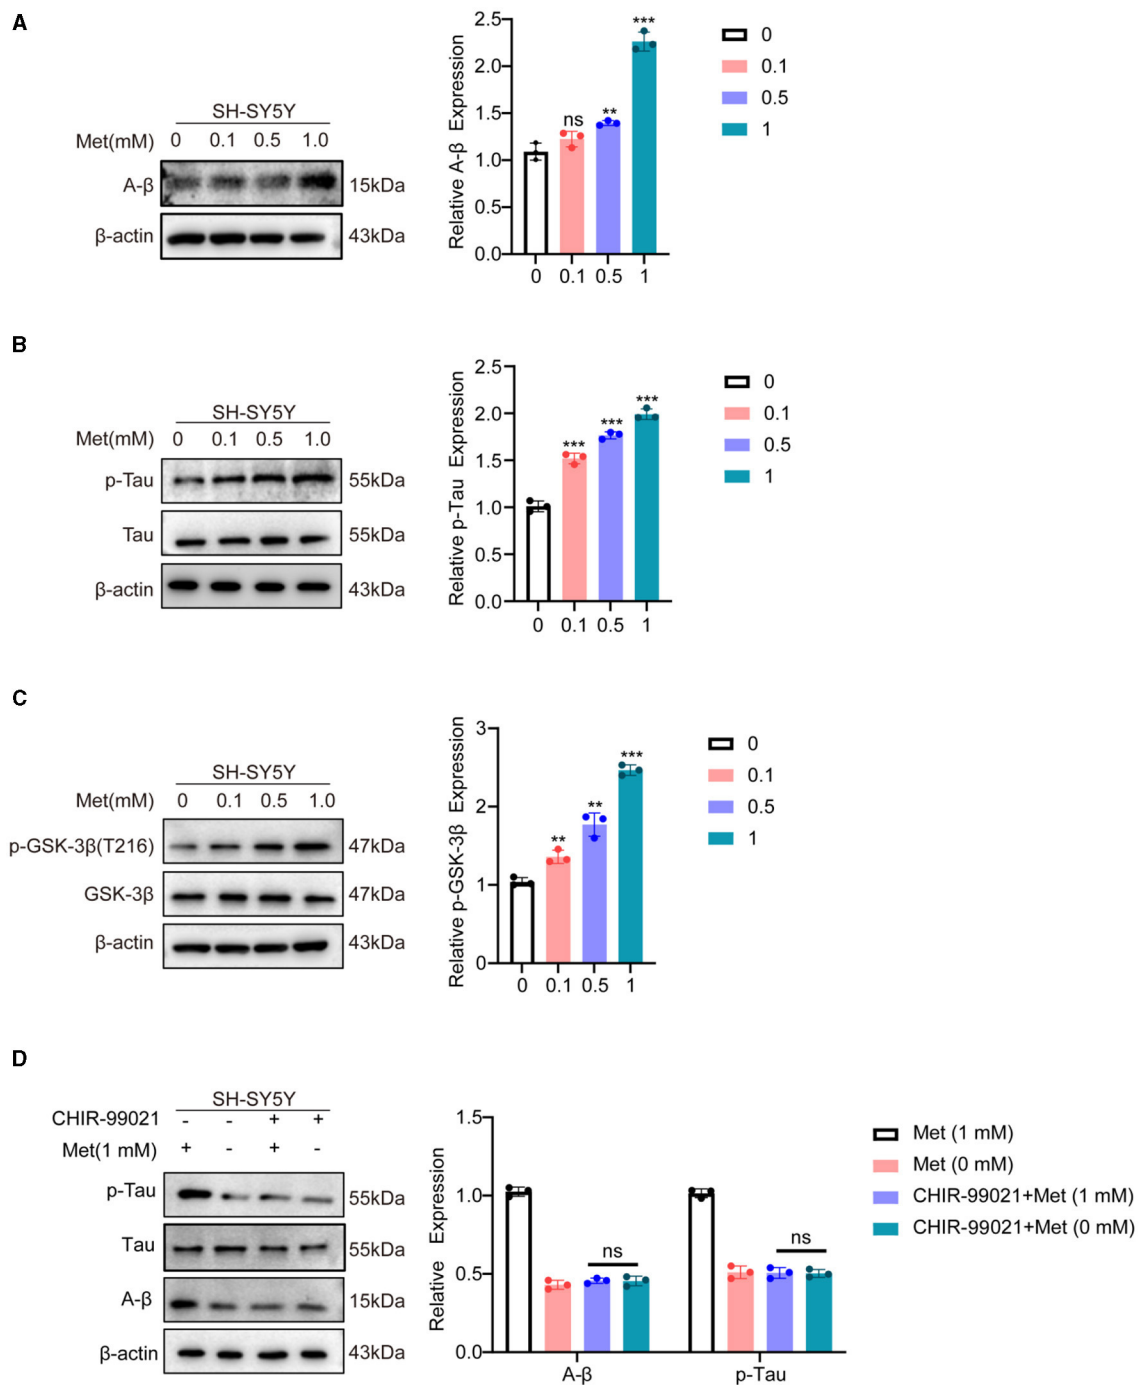 A
SH-SY5Y
Met(mM) 0 0.1 0.5 1.0
A-β 15kDa
β-actin 43kDa
Relative A-β Expression
2.5
2.0
1.5
1.0
0.5
0.0
ns ** ***
0 0.1 0.5 1
0
0.1
0.5
1
B
SH-SY5Y
Met(mM) 0 0.1 0.5 1.0
p-Tau 55kDa
Tau 55kDa
β-actin 43kDa
Relative p-Tau Expression
2.5
2.0
1.5
1.0
0.5
0.0
*** *** ***
0 0.1 0.5 1
0
0.1
0.5
1
C
SH-SY5Y
Met(mM) 0 0.1 0.5 1.0
p-GSK-3β(T216) 47kDa
GSK-3β 47kDa
β-actin 43kDa
Relative p-GSK-3β Expression
3
2
1
0
** ** ***
0 0.1 0.5 1
0
0.1
0.5
1
D
SH-SY5Y
CHIR-99021 - - + +
Met(1 mM) + - + -
p-Tau 55kDa
Tau 55kDa
A-β 15kDa
β-actin 43kDa
Relative Expression
1.5
1.0
0.5
0.0
ns ns
A-β p-Tau
Met (1 mM)
Met (0 mM)
CHIR-99021+Met (1 mM)
CHIR-99021+Met (0 mM)